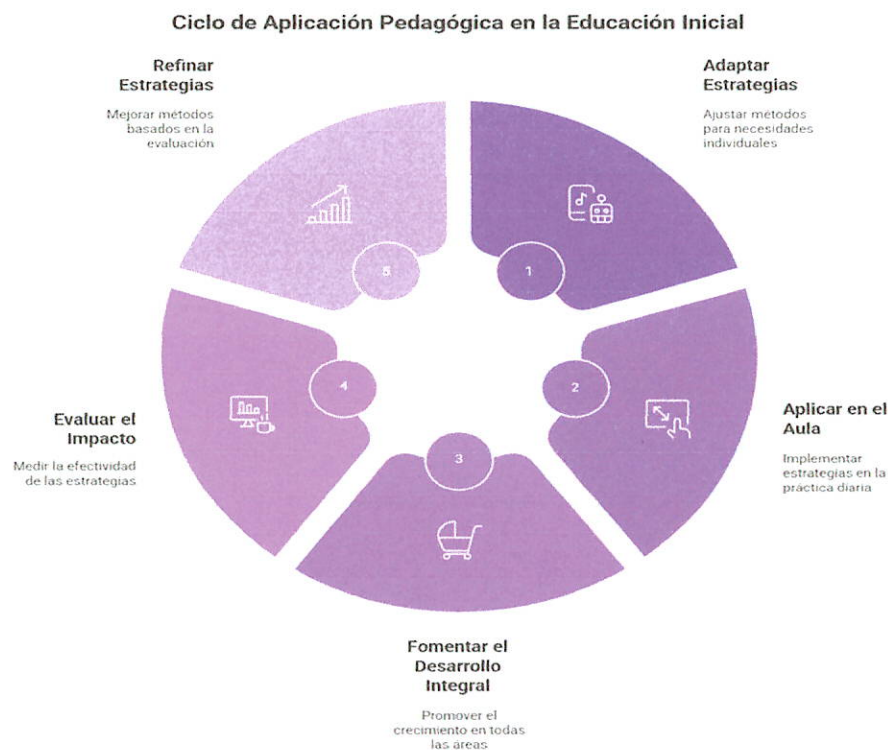 Ciclo de Aplicación Pedagógica en la Educación Inicial
Refinar
Estrategias
Mejorar métodos
basados en la
evaluación
Adaptar
Estrategias
Ajustar métodos
para necesidades
individuales
5
1
4
2
3
Evaluar el
Impacto
Medir la efectividad
de las estrategias
Aplicar en el
Aula
Implementar
estrategias en la
práctica diaria
Fomentar el
Desarrollo
Integral
Promover el
crecimiento en todas
las áreas